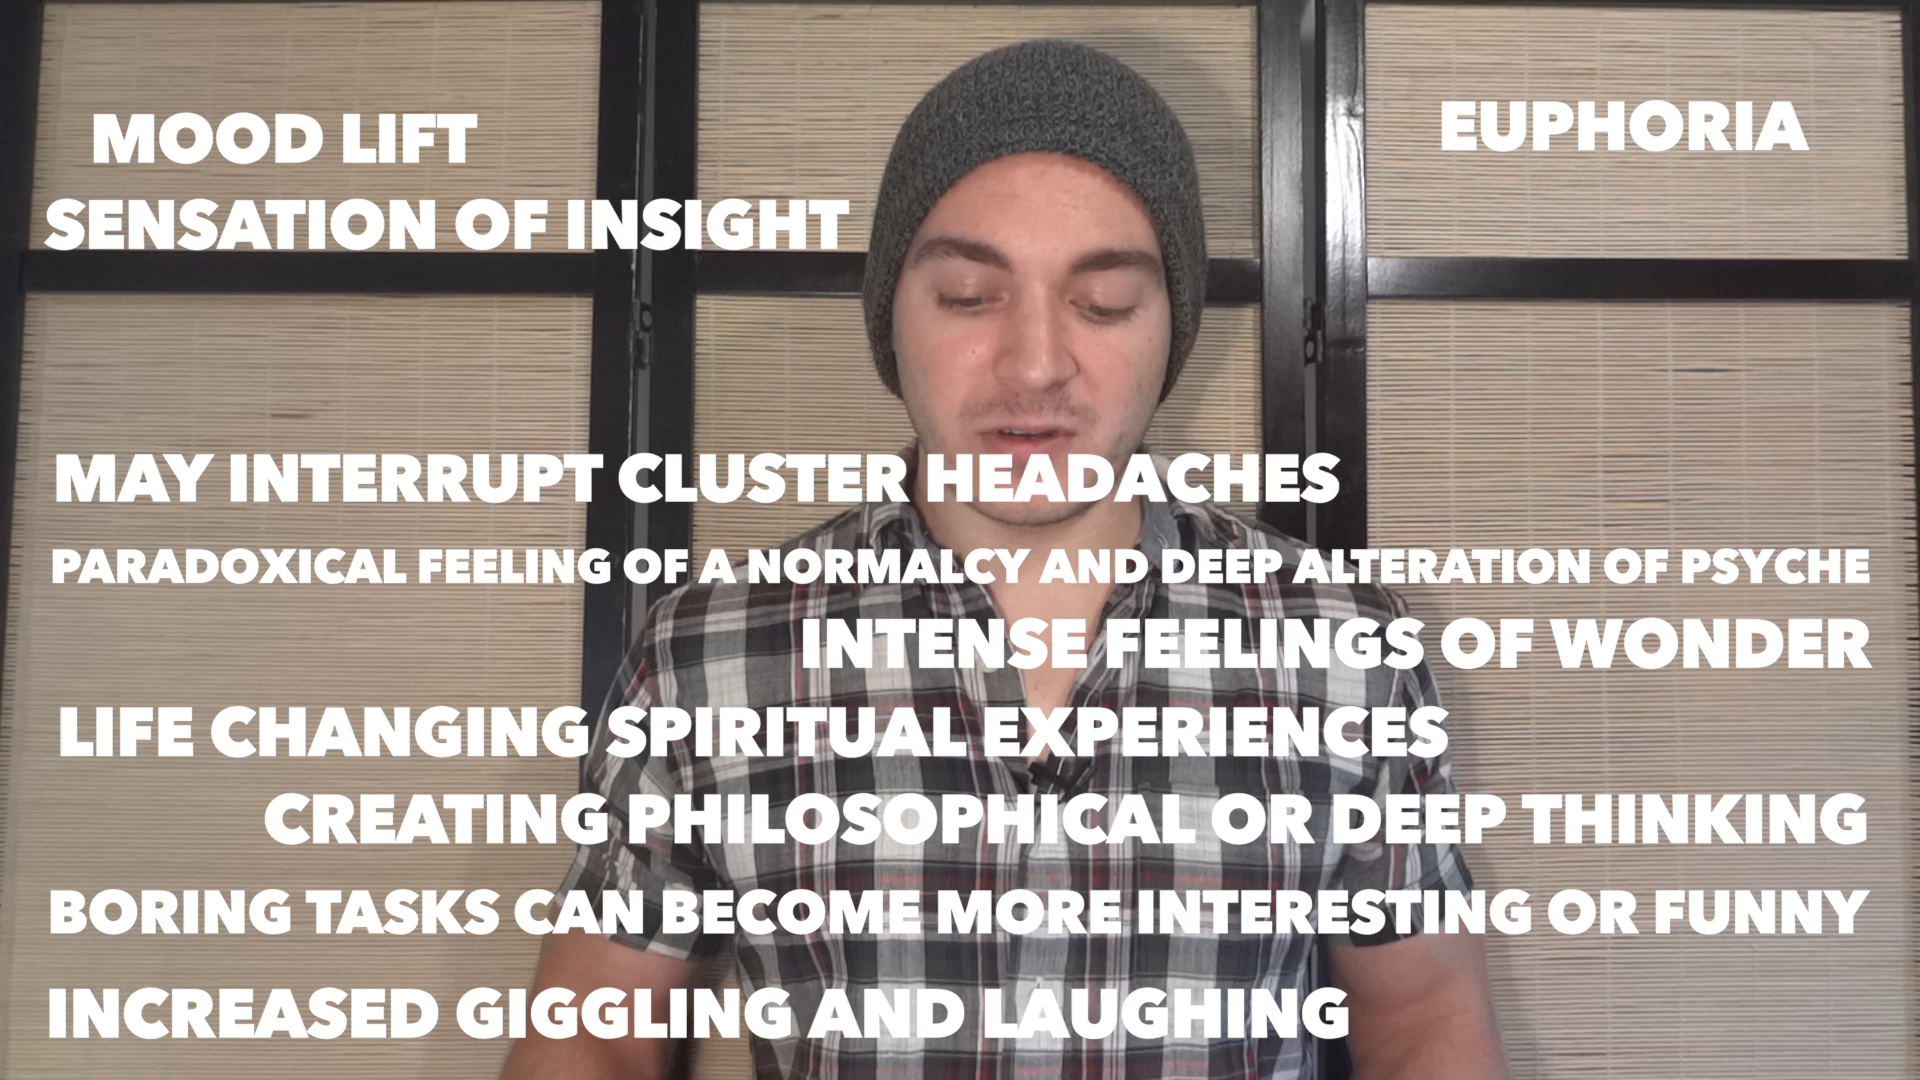 MOOD LIFT
EUPHORIA
SENSATION OF INSIGHT
MAY INTERRUPT CLUSTER HEADACHES
PARADOXICAL FEELING OF A NORMALCY AND DEEP ALTERATION OF PSYCHE
INTENSE FEELINGS OF WONDER
LIFE CHANGING SPIRITUAL EXPERIENCES
CREATING PHILOSOPHICAL OR DEEP THINKING
BORING TASKS CAN BECOME MORE INTERESTING OR FUNNY
INCREASED GIGGLING AND LAUGHING